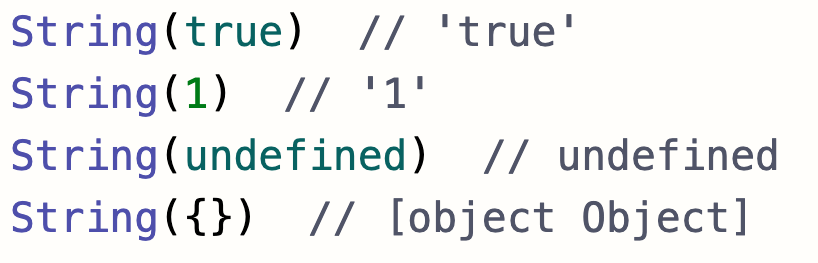 String(true)  // 'true'
String(1)  // '1'
String(undefined)  // undefined
String({})  // [object Object]